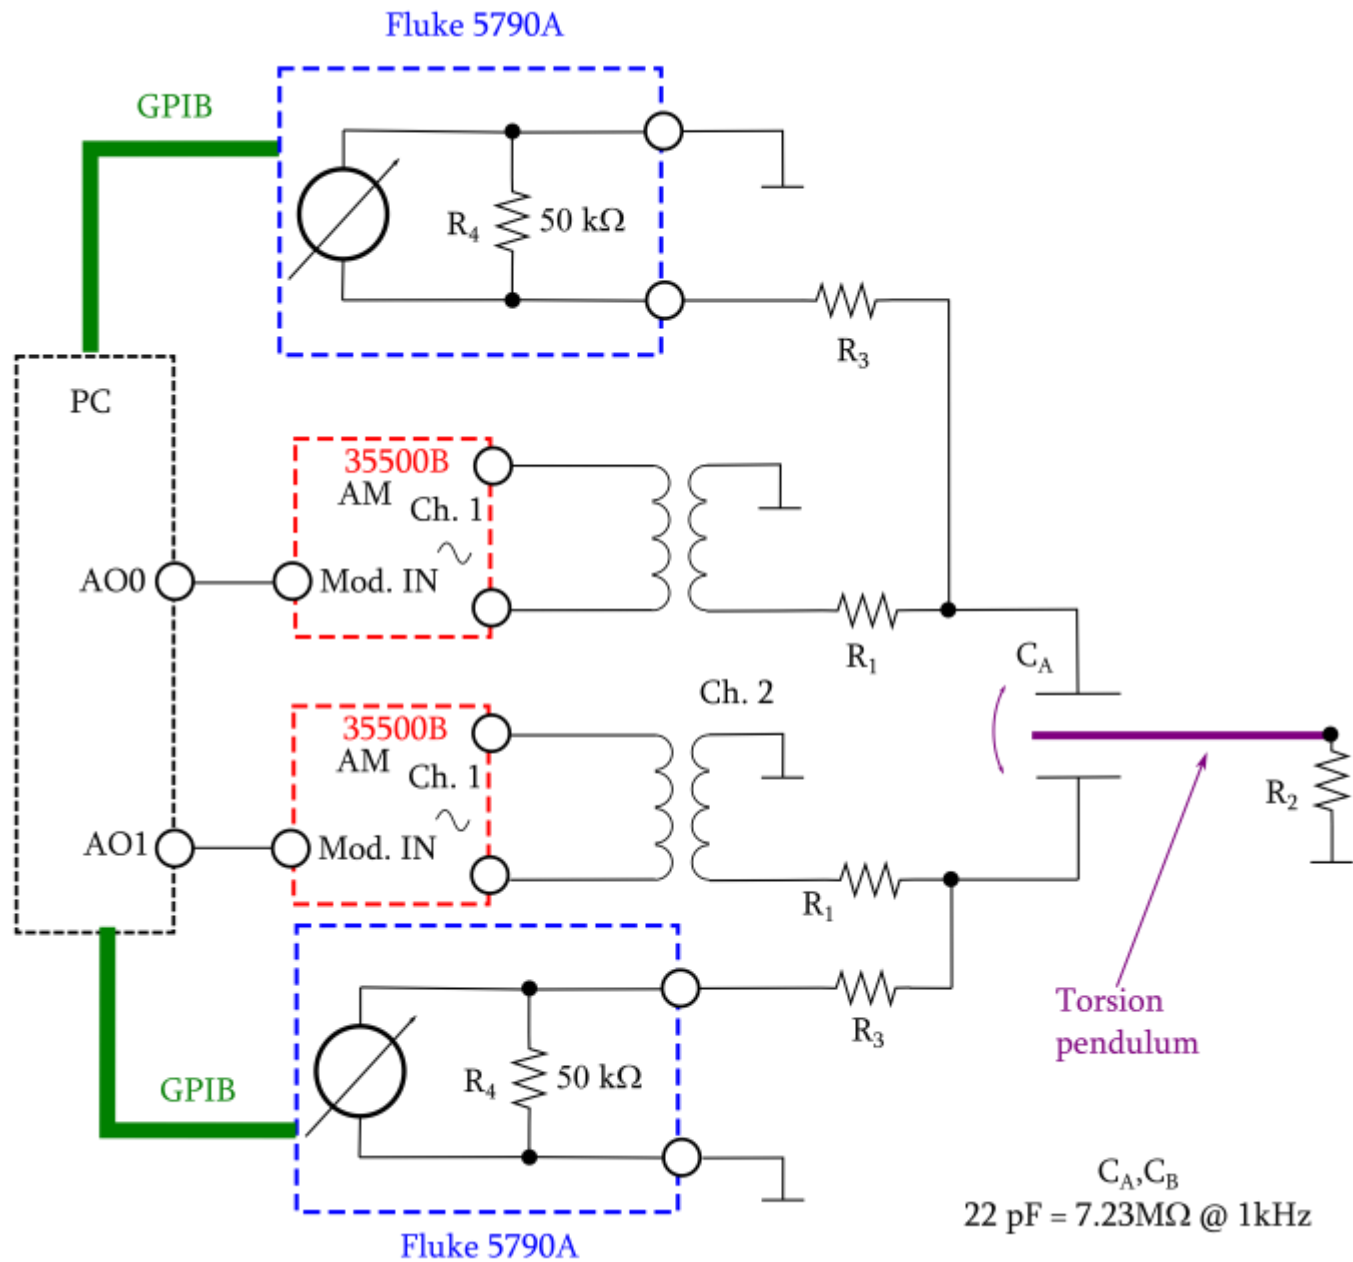 Fluke 5790A
GPIB
R4 50 kΩ
R3
PC
35500B
AM
Ch. 1
AO0
Mod. IN
R1
CA
Ch. 2
35500B
AM
Ch. 1
R2
AO1
Mod. IN
R1
Torsion
pendulum
R3
R4 50 kΩ
GPIB
CA,CB
22 pF = 7.23MΩ @ 1kHz
Fluke 5790A